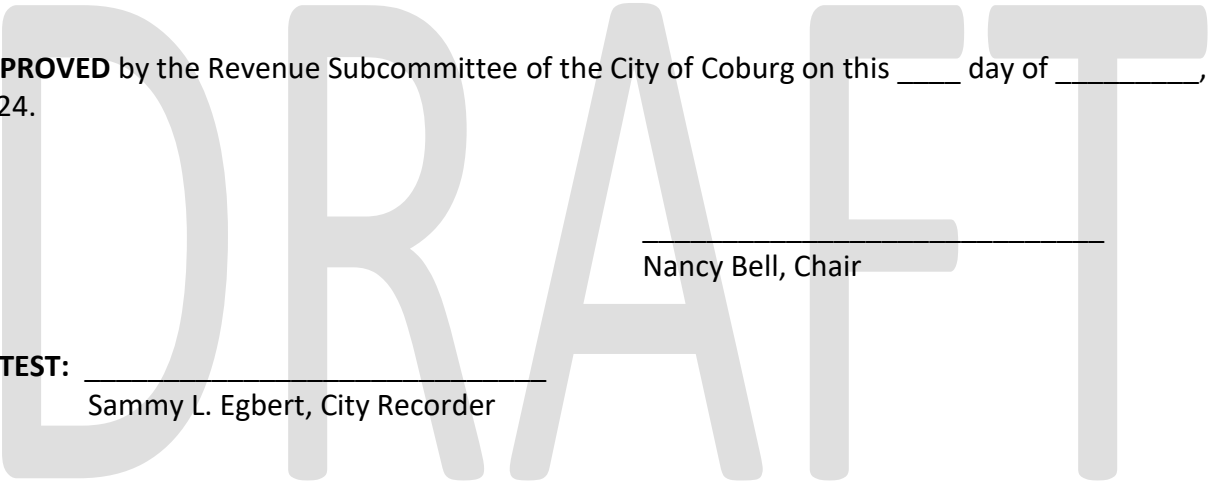 PROVED by the Revenue Subcommittee of the City of Coburg on this ____ day of _________,
24.
______________________________
Nancy Bell, Chair
TEST: ______________________________
Sammy L. Egbert, City Recorder
DRAFT